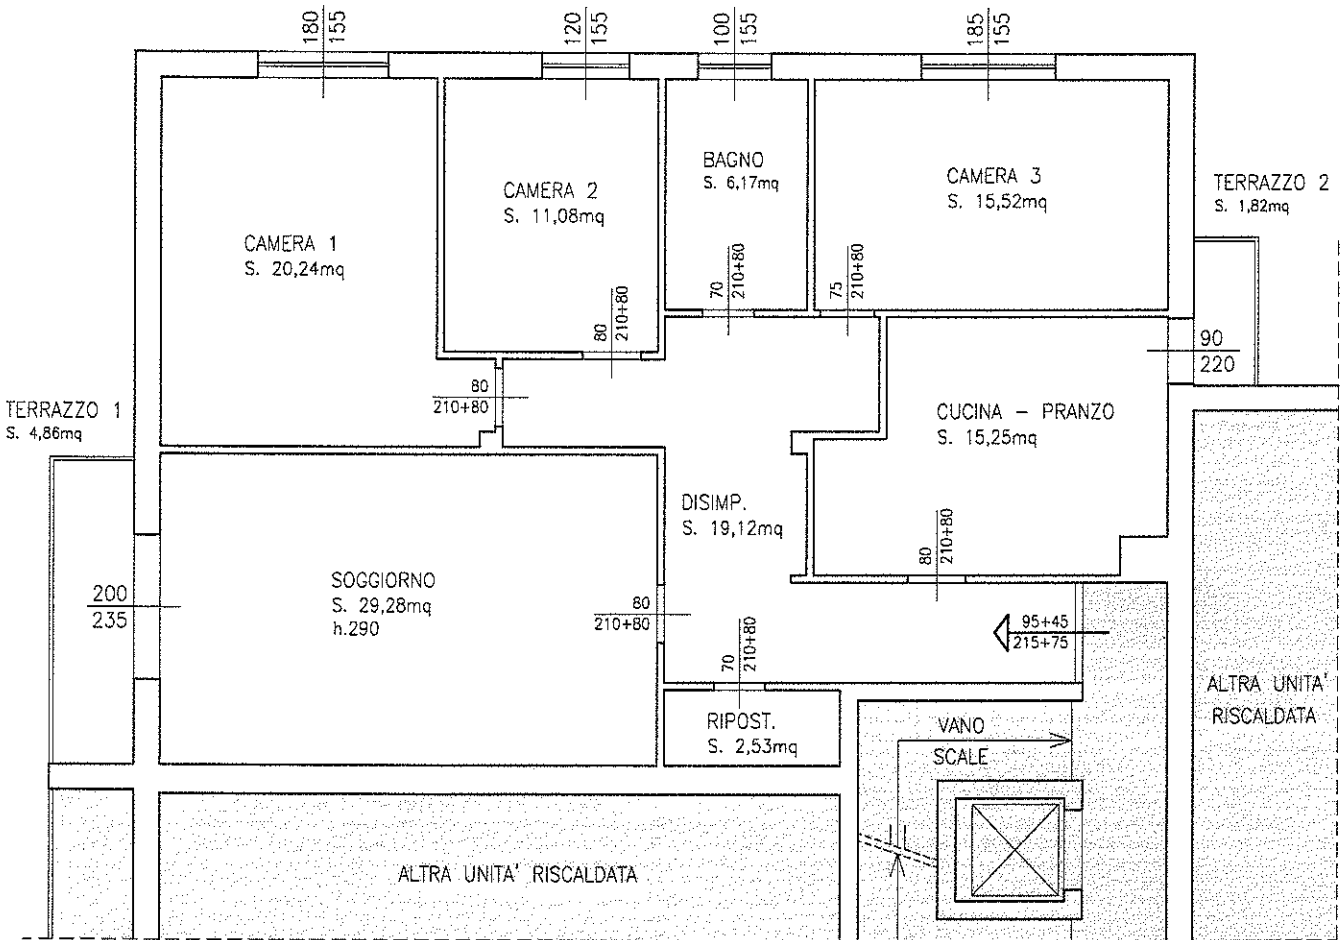 180
155
120
155
100
155
185
155
BAGNO
S. 6,17mq
CAMERA 3
S. 15,52mq
TERRAZZO 2
S. 1,82mq
CAMERA 2
S. 11,08mq
CAMERA 1
S. 20,24mq
70
210+80
75
210+80
80
210+80
90
220
80
210+80
TERRAZZO 1
S. 4,86mq
CUCINA - PRANZO
S. 15,25mq
DISIMP.
S. 19,12mq
80
210+80
SOGGIORNO
S. 29,28mq
h.290
200
235
80
210+80
95+45
215+75
70
210+80
ALTRA UNITA'
RISCALDATA
RIPOST.
S. 2,53mq
VANO
SCALE
ALTRA UNITA' RISCALDATA